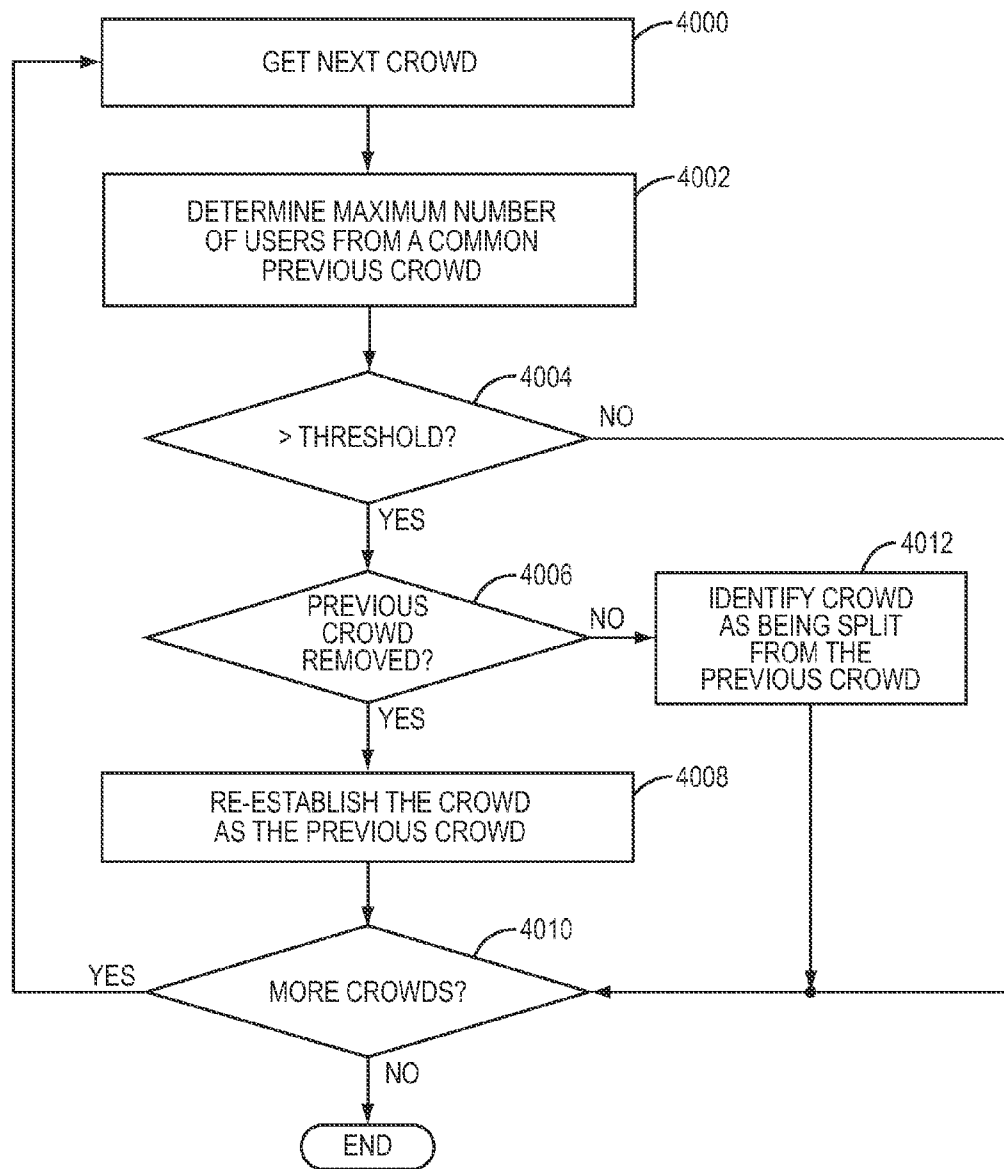 4000
GET NEXT CROWD
4002
DETERMINE MAXIMUM NUMBER
OF USERS FROM A COMMON
PREVIOUS CROWD
4004
> THRESHOLD?
NO
YES
4006
PREVIOUS
CROWD
REMOVED?
NO
4012
IDENTIFY CROWD
AS BEING SPLIT
FROM THE
PREVIOUS CROWD
YES
4008
RE-ESTABLISH THE CROWD
AS THE PREVIOUS CROWD
4010
YES
MORE CROWDS?
NO
END